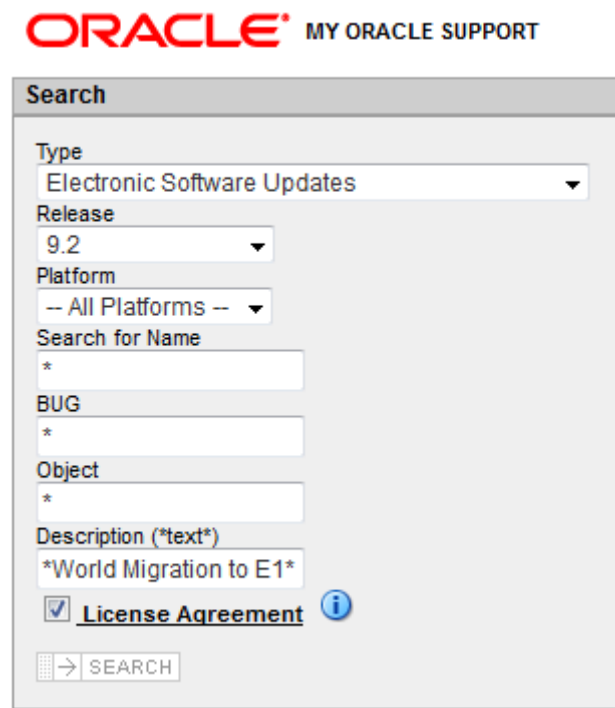 ORACLE MY ORACLE SUPPORT
Search
Type
Electronic Software Updates
Release
9.2
Platform
-- All Platforms --
Search for Name
*
BUG
*
Object
*
Description (*text*)
*World Migration to E1*
License Agreement i
SEARCH